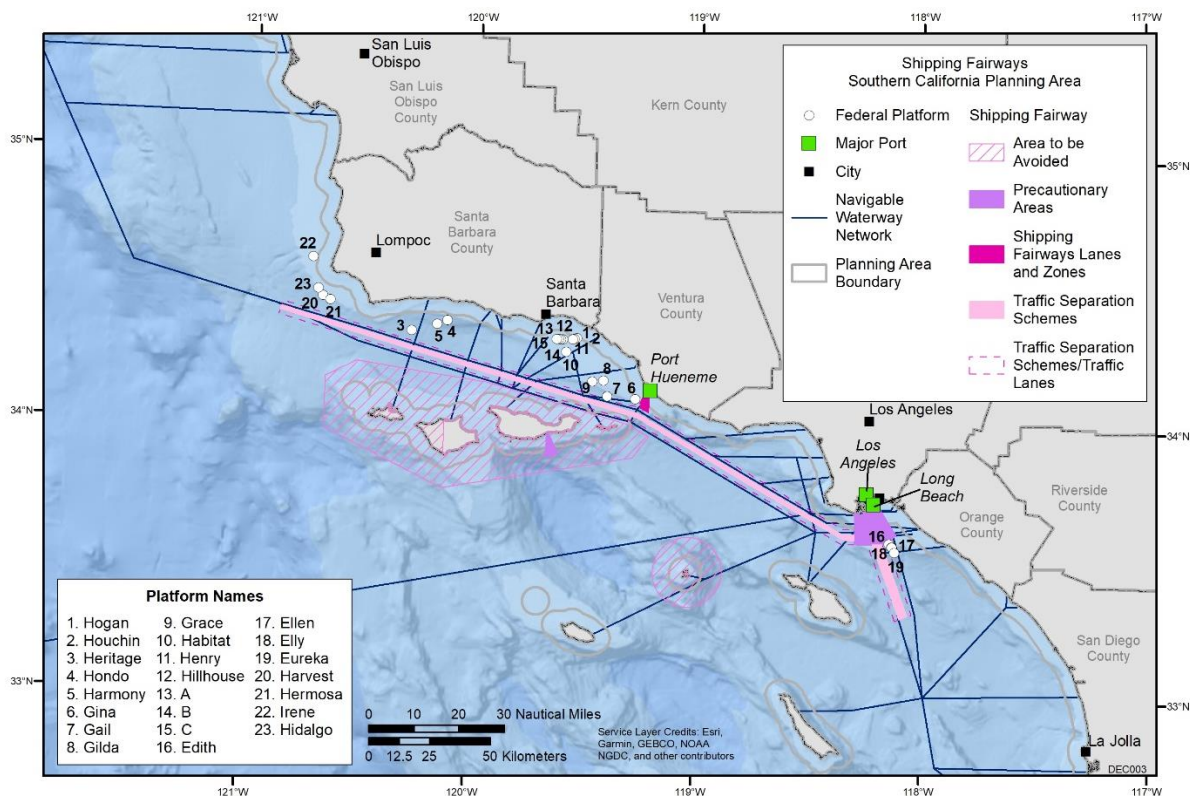 121°W
120°W
119°W
118°W
117°W
San Luis
Obispo
San Luis
Obispo
County
Kern County
Shipping Fairways
Southern California Planning Area
Federal Platform
Major Port
City
Navigable
Waterway
Network
Planning Area
Boundary
Shipping Fairway
Area to be
Avoided
Precautionary
Areas
Shipping
Fairways Lanes
and Zones
Traffic Separation
Schemes
Traffic Separation
Schemes/Traffic
Lanes
35°N
35°N
Santa
Barbara
County
Lompoc
22
23
20
21
Santa
Barbara
Ventura
County
3
5
4
13
12
12
15
14
11
10
8
9
7
6
Port
Hueneme
34°N
34°N
Los Angeles
Los
Angeles
Long
Beach
Orange
County
Riverside
County
16
17
18
19
San Diego
County
33°N
33°N
La Jolla
Platform Names
1. Hogan
2. Houchin
3. Heritage
4. Hondo
5. Harmony
6. Gina
7. Gail
8. Gilda
9. Grace
10. Habitat
11. Henry
12. Hillhouse
13. A
14. B
15. C
16. Edith
17. Ellen
18. Elly
19. Eureka
20. Harvest
21. Hermosa
22. Irene
23. Hidalgo
0 10 20 30 Nautical Miles
0 12.5 25 50 Kilometers
Service Layer Credits: Esri,
Garmin, GEBCO, NOAA
NGDC, and other contributors
DEC003
121°W
120°W
119°W
118°W
117°W